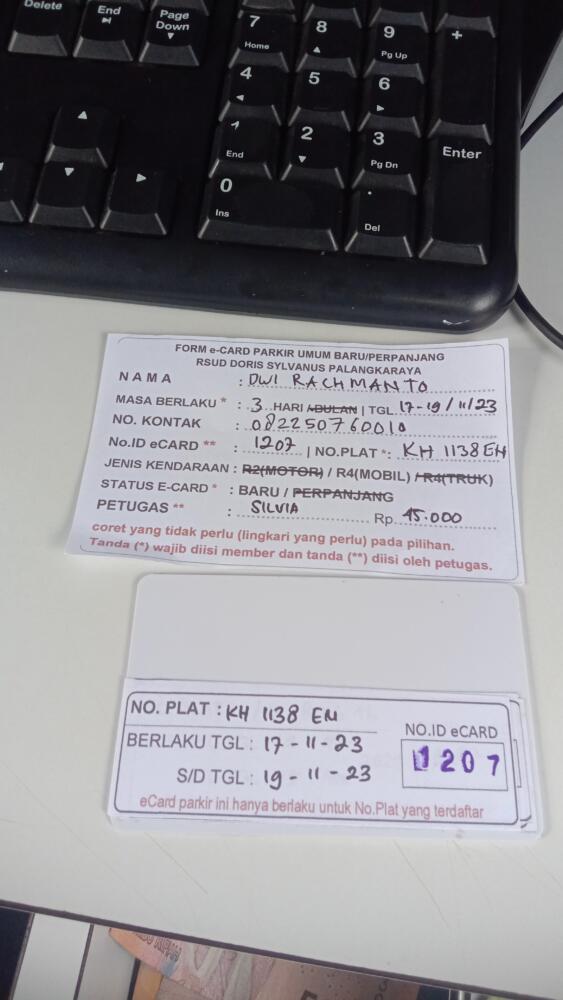 Delete
End
Page Down
7 Home
8
9 Pg Up
+
4
5
6
1 End
2
3 Pg Dn
Enter
0 Ins
. Del
FORM e-CARD PARKIR UMUM BARU/PERPANJANG
RSUD DORIS SYLVANUS PALANGKARAYA
NAMA : DWI RACHMANTO
MASA BERLAKU * : 3 HARI /BULAN | TGL. 17-19/11/23
NO. KONTAK : 082250760010
No.ID eCARD ** : 1207 | NO.PLAT *: KH 1138 EN
JENIS KENDARAAN : R2(MOTOR) / R4(MOBIL) / R4(TRUK)
STATUS E-CARD * : BARU / PERPANJANG
PETUGAS ** : SILVIA Rp. 15.000
coret yang tidak perlu (lingkari yang perlu) pada pilihan.
Tanda (*) wajib diisi member dan tanda (**) diisi oleh petugas.
NO. PLAT : KH 1138 EN
BERLAKU TGL : 17-11-23
S/D TGL : 19-11-23
NO.ID eCARD
1207
eCard parkir ini hanya berlaku untuk No.Plat yang terdaftar